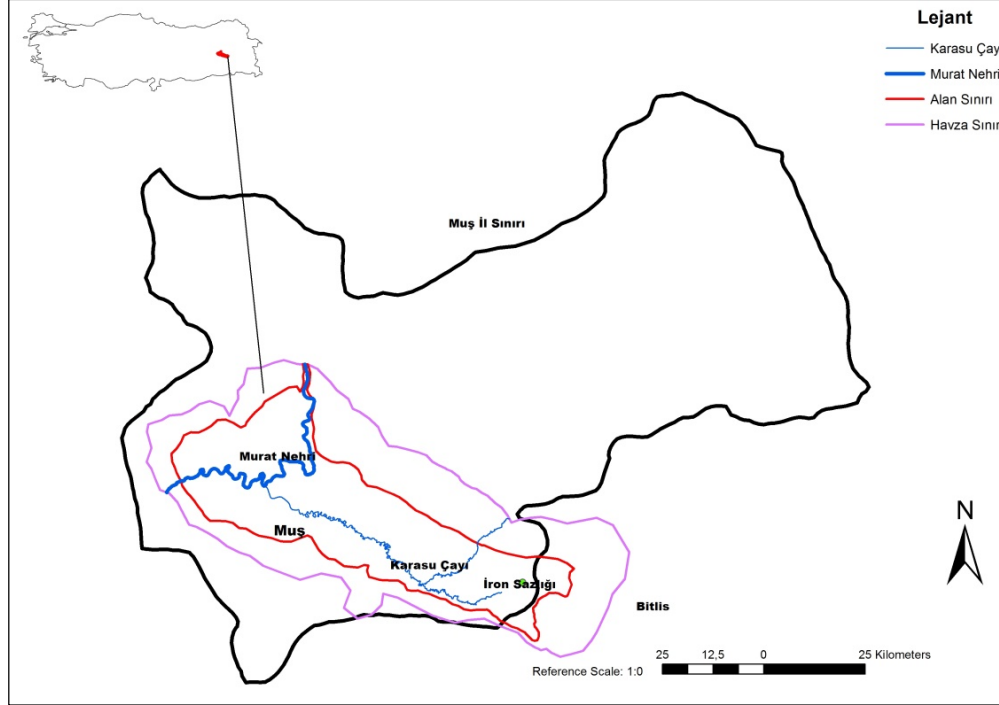 Lejant
Karasu Çay
Murat Nehri
Alan Sınırı
Havza Sınır
Muş İl Sınırı
Murat Nehri
Muş
Karasu Çayı
İron Sazlığı
Bitlis
N
25 12,5 0 25 Kilometers
Reference Scale: 1:0